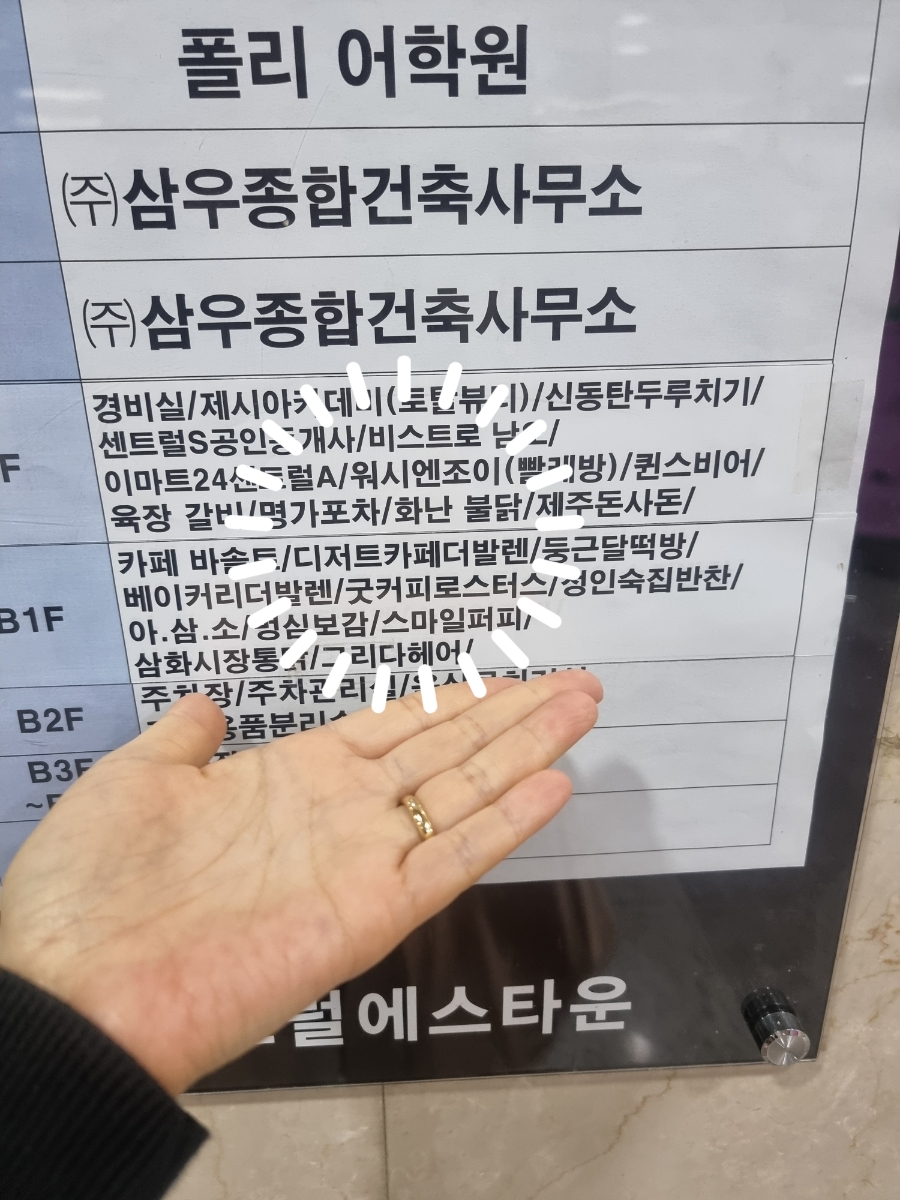 폴리 어학원
㈜삼우종합건축사무소
㈜삼우종합건축사무소
F
경비실/제시아카데미(토탈뷰티)/신동탄두루치기/
센트럴S공인중개사/비스트로
이마트24센트럴A/워시엔조이(빨래방)/퀸스비어/
육장 갈비/명가포차/화난 불닭/제주돈사돈/
B1F
카페 바솔트/디저트카페더발렌/둥근달떡방/
베이커리더발렌/굿커피로스터스/정인숙집반찬/
아.삼.소/정심보감/스마일퍼피/
삼화시장통닭/그리다헤어/
B2F
주차장/주차관리실/
B3F
~
럴에스타운